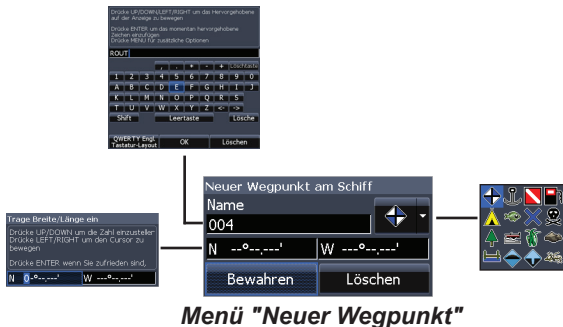 Drücke UP/DOWN/LEFT/RIGHT um das Hervorgehobene
auf der Anzeige zu bewegen
Drücke ENTER um das momentan hervorgehobene
Zeichen einzufügen
Drücke MENÜ für zusätzliche Optionen
ROUT
, . * - + Löschtaste
1 2 3 4 5 6 7 8 9 0
A B C D E F G H I J
K L M N O P Q R S
T U V W X Y Z <- ->
Shift Leertaste Lösche
QWERTY Engl
Tastatur-Layout
OK
Löschen
Neuer Wegpunkt am Schiff
Name
004
N --°--.---' W ---°--.---'
Bewahren Löschen
Trage Breite/Länge ein
Drücke UP/DOWN um die Zahl einzustellen
Drücke LEFT/RIGHT um den Cursor zu
bewegen
Drücke ENTER wenn Sie zufrieden sind,
N 0-°--.---' W ---°--.---'
Menü "Neuer Wegpunkt"